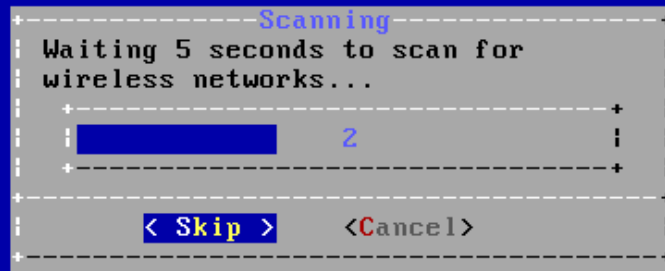 Scanning
Waiting 5 seconds to scan for
wireless networks...
2
< Skip > <Cancel>